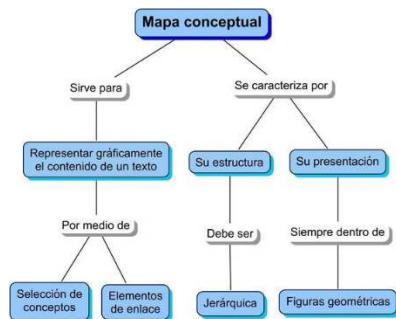 Mapa conceptual
Sirve para
Se caracteriza por
Representar gráficamente
el contenido de un texto
Su estructura
Su presentación
Por medio de
Debe ser
Siempre dentro de
Selección de
conceptos
Elementos
de enlace
Jerárquica
Figuras geométricas